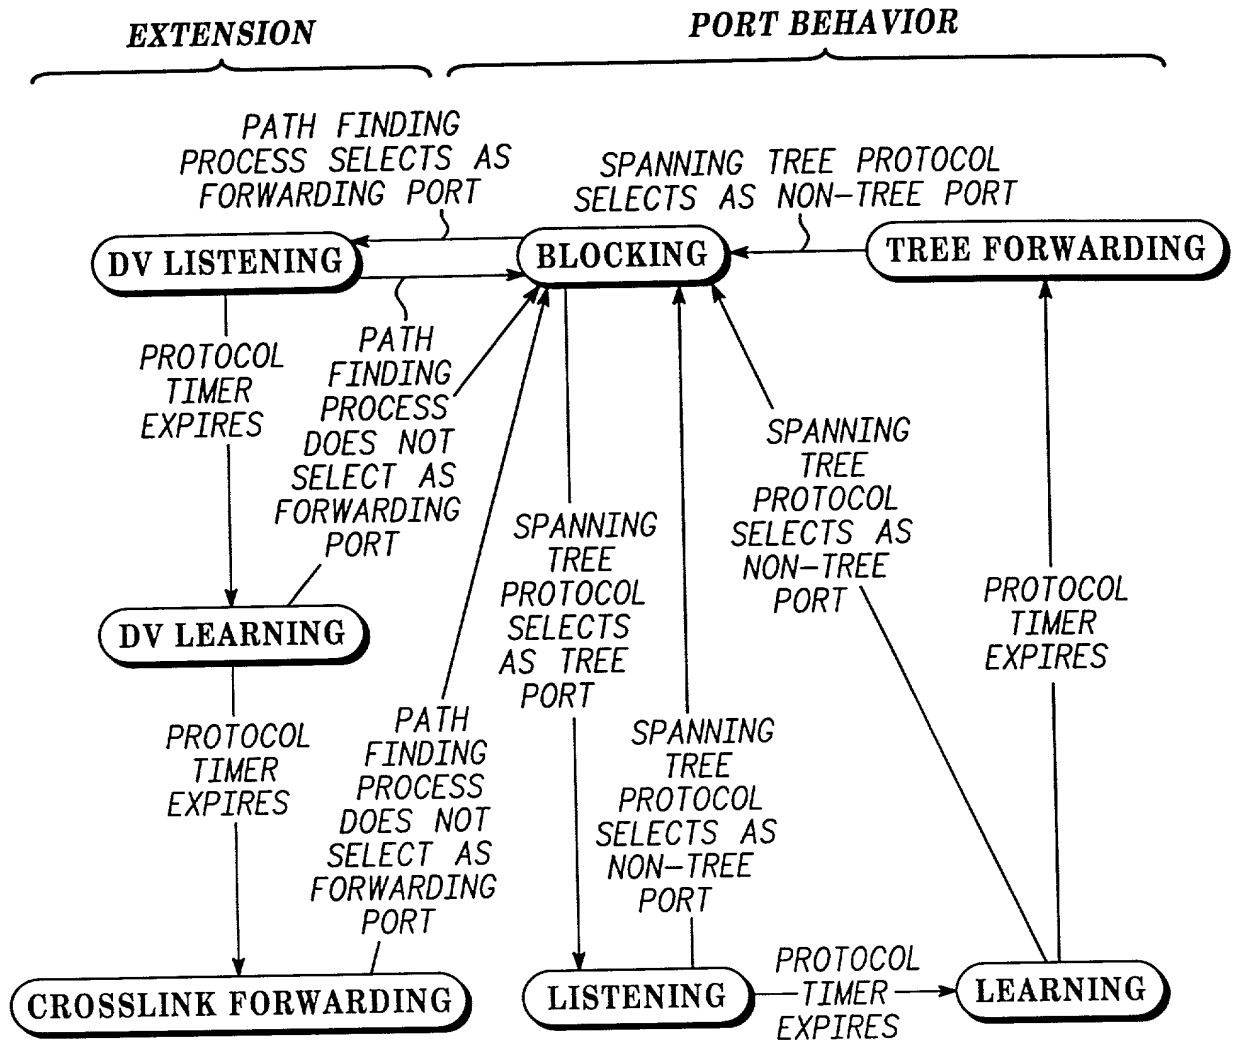 EXTENSION
PORT BEHAVIOR
PATH FINDING
PROCESS SELECTS AS
FORWARDING PORT
SPANNING TREE PROTOCOL
SELECTS AS NON-TREE PORT
DV LISTENING
BLOCKING
TREE FORWARDING
PROTOCOL
TIMER
EXPIRES
PATH
FINDING
PROCESS
DOES NOT
SELECT AS
FORWARDING
PORT
SPANNING
TREE
PROTOCOL
SELECTS
AS TREE
PORT
SPANNING
TREE
PROTOCOL
SELECTS AS
NON-TREE
PORT
PROTOCOL
TIMER
EXPIRES
DV LEARNING
PROTOCOL
TIMER
EXPIRES
PATH
FINDING
PROCESS
DOES NOT
SELECT AS
FORWARDING
PORT
SPANNING
TREE
PROTOCOL
SELECTS AS
NON-TREE
PORT
CROSSLINK FORWARDING
LISTENING
PROTOCOL
TIMER
EXPIRES
LEARNING